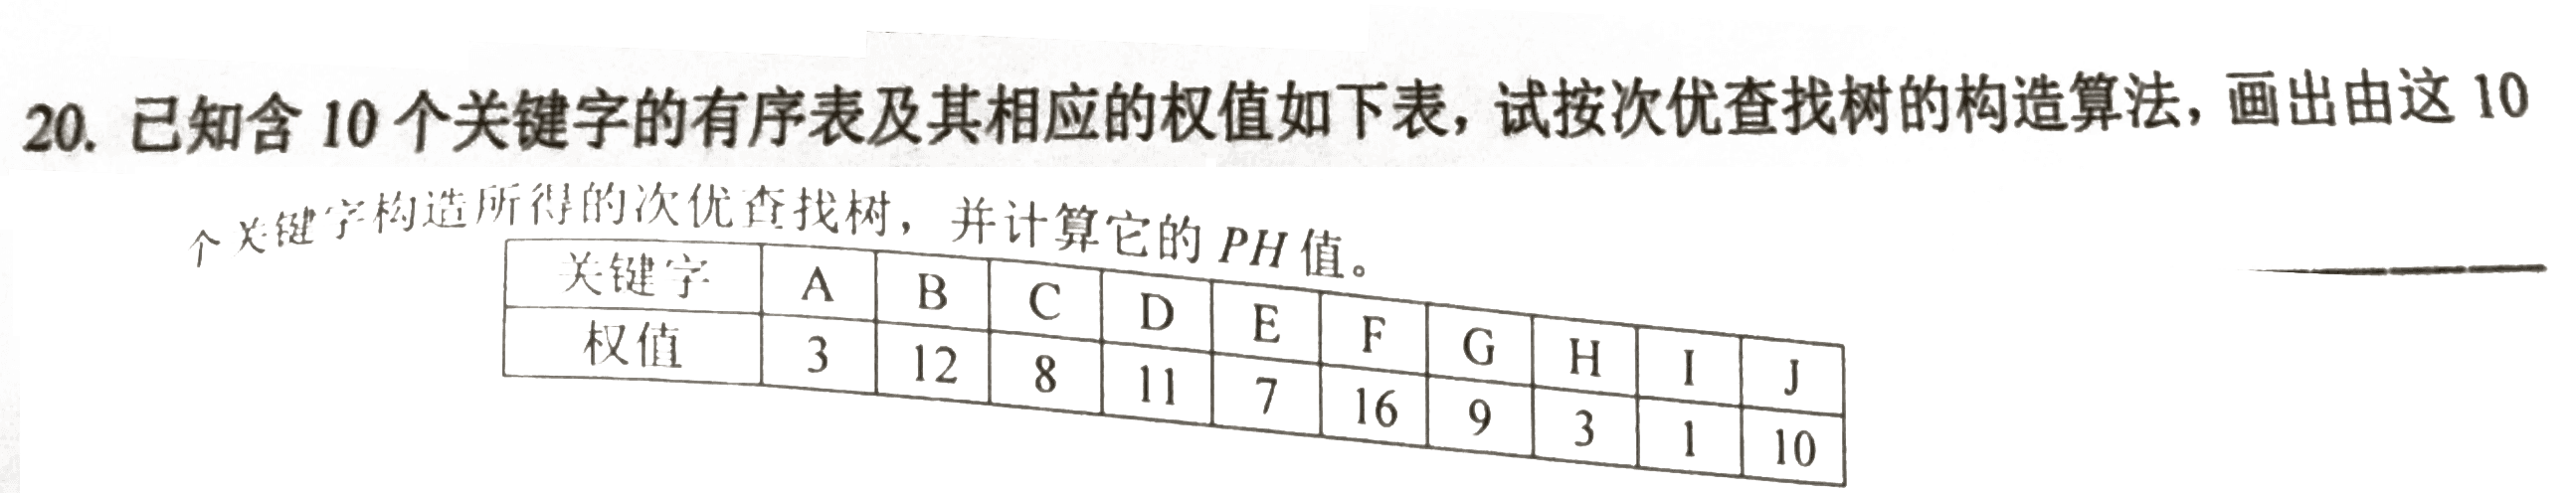 20. 已知含 10 个关键字的有序表及其相应的权值如下表，试按次优查找树的构造算法，画出由这 10
个关键字构造所得的次优查找树，并计算它的 PH 值。
关键字 A B C D E F G H I J
权值 3 12 8 11 7 16 9 3 1 10